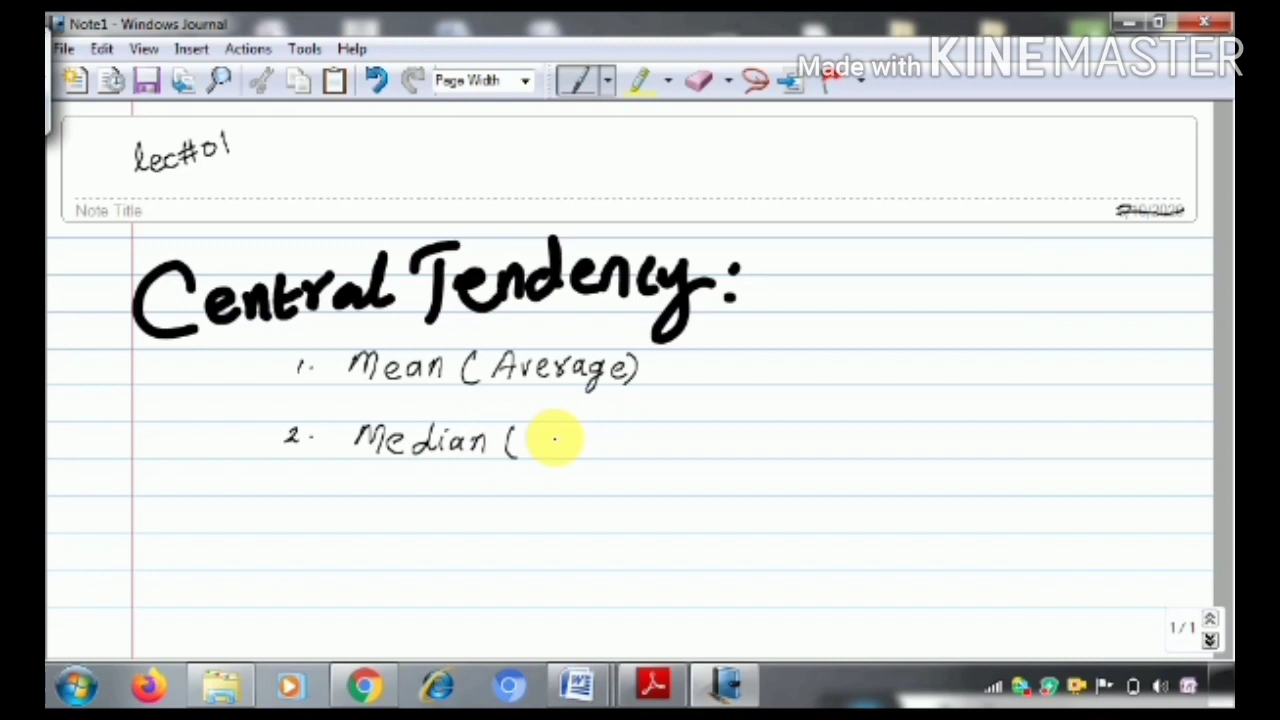 Note1 - Windows Journal
File Edit View Insert Actions Tools Help
Made with KINEMASTER
Page Width
Lec#01
Note Title
Central Tendency:
1. Mean (Average)
2. Median (
1/1